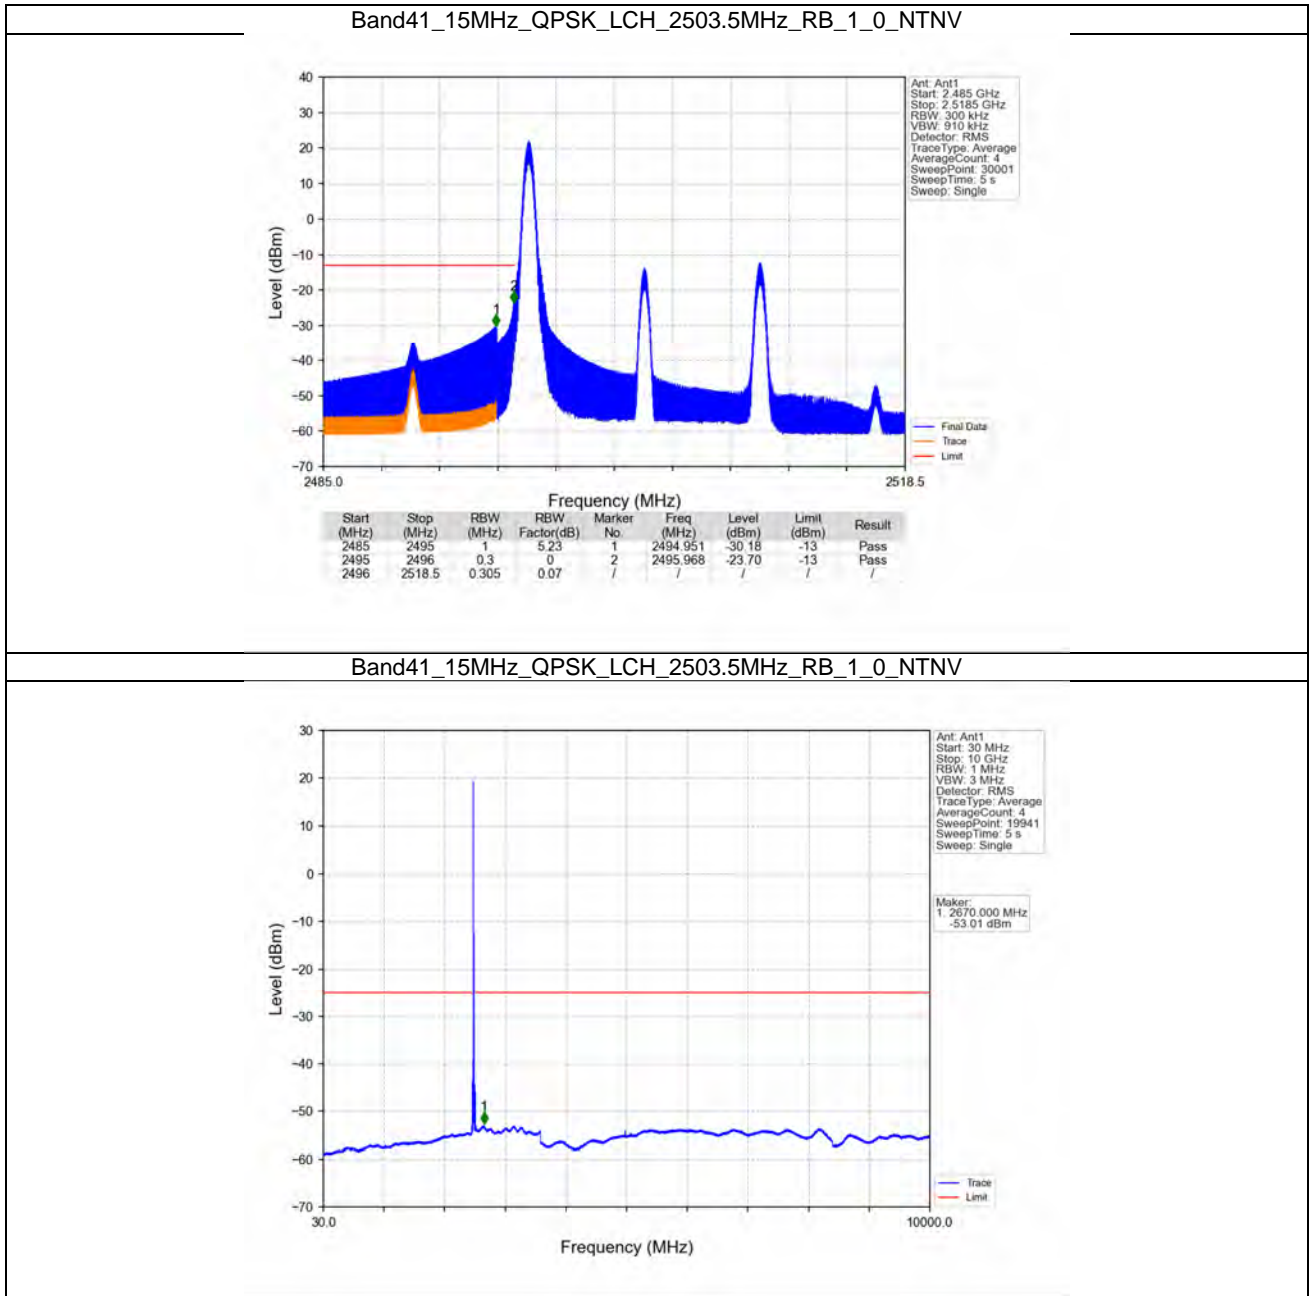 Band41_15MHz_QPSK_LCH_2503.5MHz_RB_1_0_NTNV
40
30
20
10
0
−10
−20
−30
−40
−50
−60
−70
Level (dBm)
1
2
2485.0
2518.5
Frequency (MHz)
Ant: Ant1
Start: 2.485 GHz
Stop: 2.5185 GHz
RBW: 300 kHz
VBW: 910 kHz
Detector: RMS
TraceType: Average
AverageCount: 4
SweepPoint: 30001
SweepTime: 5 s
Sweep: Single
Final Data
Trace
Limit
Start (MHz) Stop (MHz) RBW (MHz) RBW Factor(dB) Marker No. Freq (MHz) Level (dBm) Limit (dBm) Result
2485 2495 1 5.23 1 2494.951 -30.18 -13 Pass
2495 2496 0.3 0 2 2495.968 -23.70 -13 Pass
2496 2518.5 0.305 0.07 / / / / /
Band41_15MHz_QPSK_LCH_2503.5MHz_RB_1_0_NTNV
30
20
10
0
−10
−20
−30
−40
−50
−60
−70
Level (dBm)
1
30.0
10000.0
Frequency (MHz)
Ant: Ant1
Start: 30 MHz
Stop: 10 GHz
RBW: 1 MHz
VBW: 3 MHz
Detector: RMS
TraceType: Average
AverageCount: 4
SweepPoint: 19941
SweepTime: 5 s
Sweep: Single
Maker:
1. 2670.000 MHz
-53.01 dBm
Trace
Limit